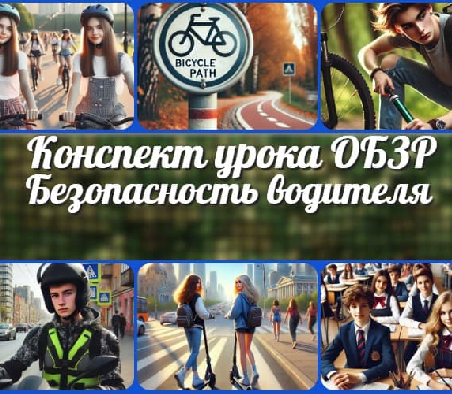 BICYCLE
PATH
Конспект урока ОБЗР
Безопасность водителя